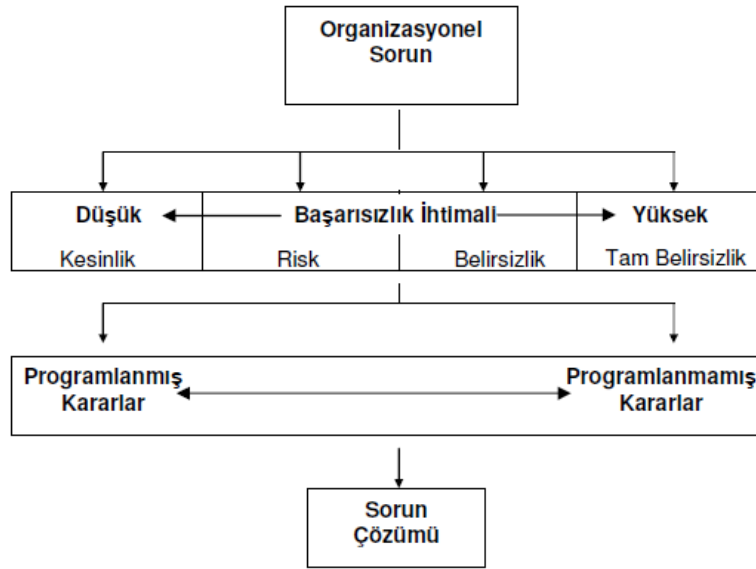 Organizasyonel
Sorun
Düşük Başarısızlık İhtimali Yüksek
Kesinlik Risk Belirsizlik Tam Belirsizlik
Programlanmış Programlanmamış
Kararlar Kararlar
Sorun
Çözümü